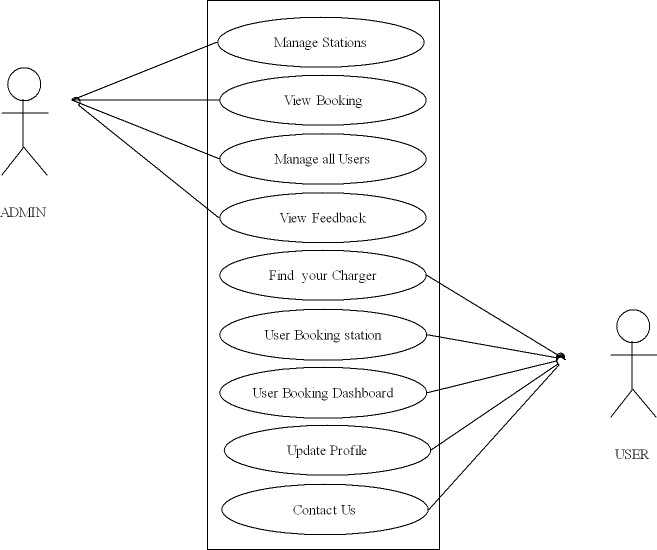 Manage Stations
View Booking
Manage all Users
ADMIN
View Feedback
Find your Charger
User Booking station
User Booking Dashboard
Update Profile
USER
Contact Us